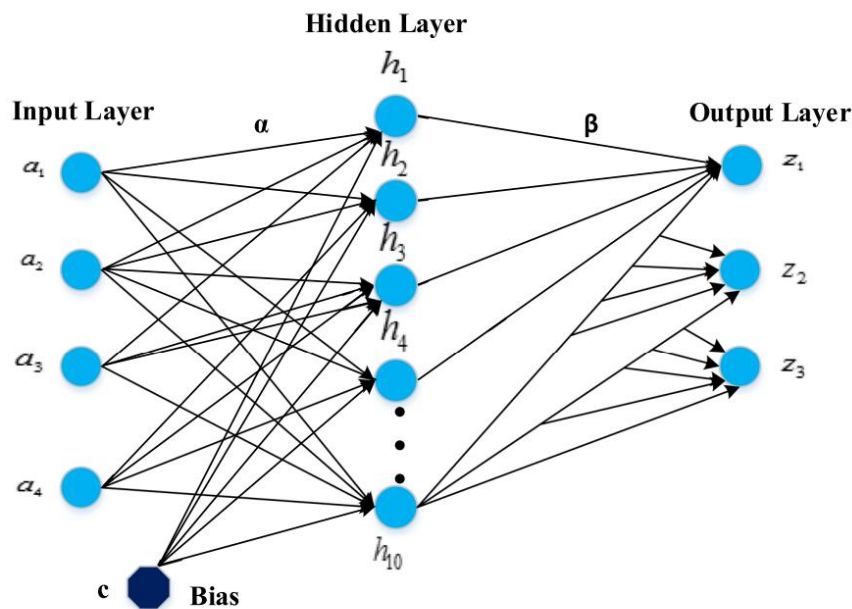 Hidden Layer
h₁
Input Layer
α
β
Output Layer
a₁
h₂
z₁
a₂
h₃
z₂
a₃
h₄
z₃
a₄
h₁₀
c
Bias